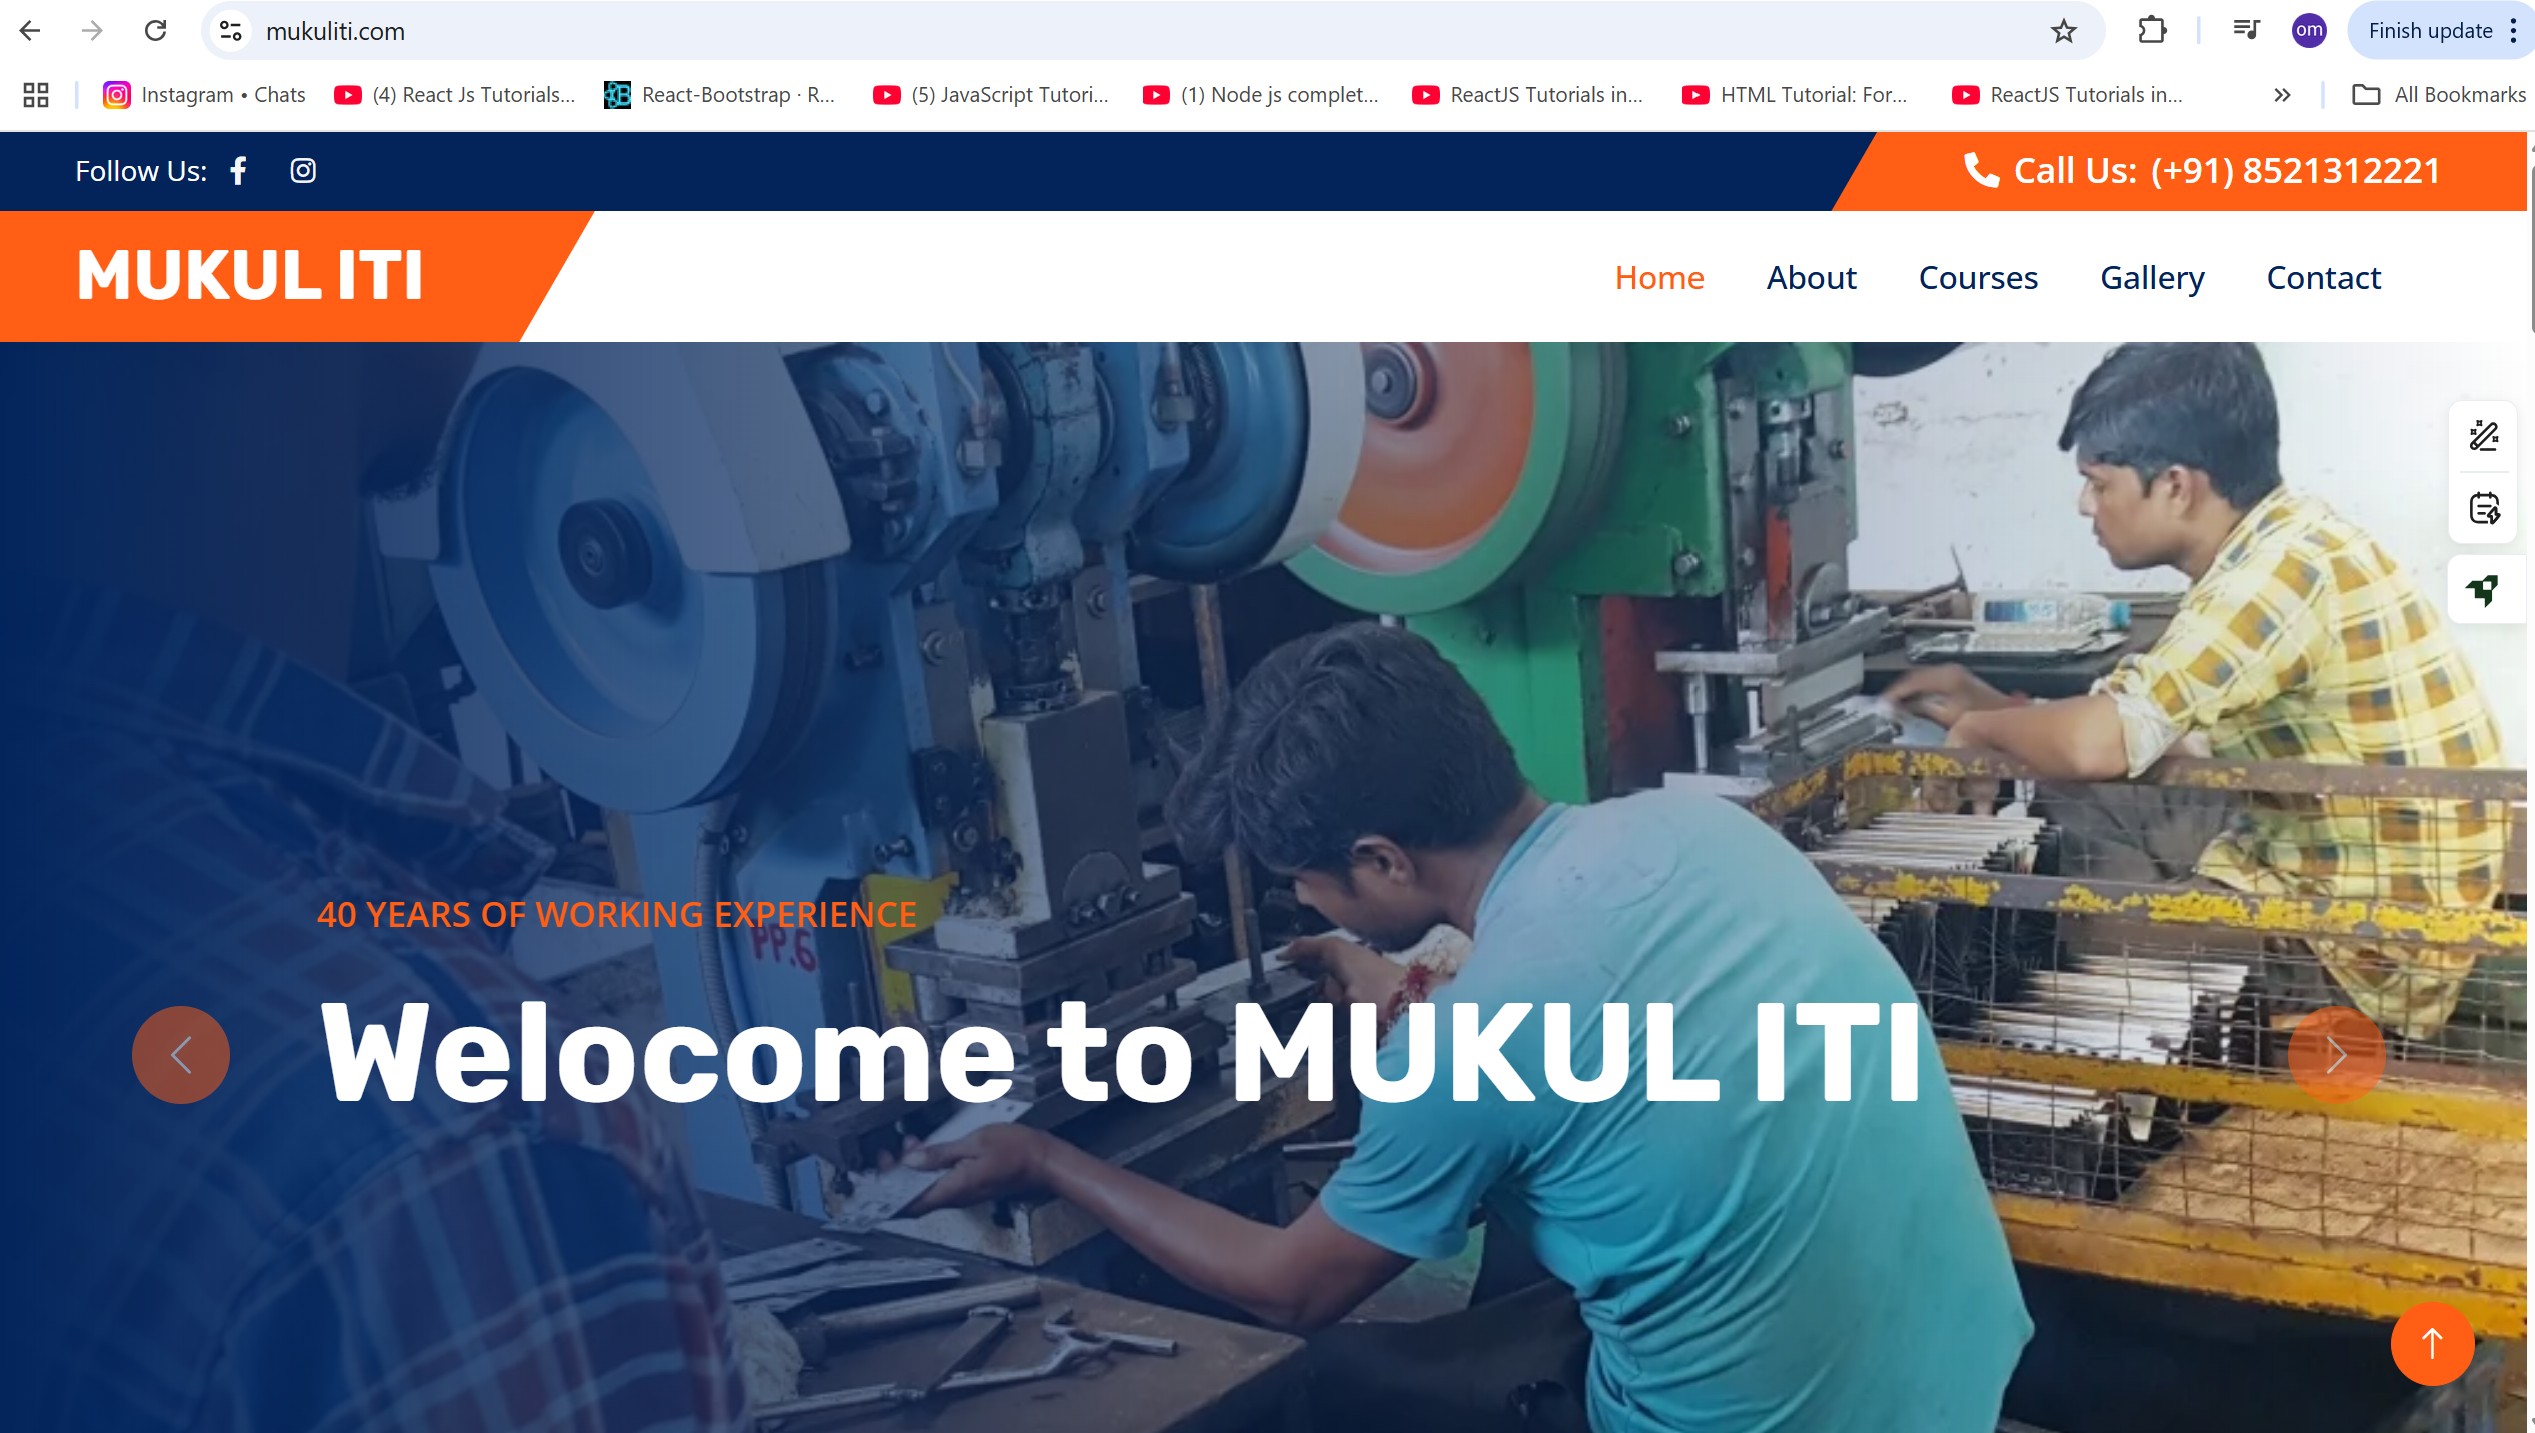 mukuliti.com
om
Finish update
Instagram • Chats
(4) React Js Tutorials...
React-Bootstrap · R...
(5) JavaScript Tutori...
(1) Node js complet...
ReactJS Tutorials in...
HTML Tutorial: For...
ReactJS Tutorials in...
All Bookmarks
Follow Us:
Call Us: (+91) 8521312221
MUKUL ITI
Home
About
Courses
Gallery
Contact
40 YEARS OF WORKING EXPERIENCE
PP.6
Welocome to MUKUL ITI